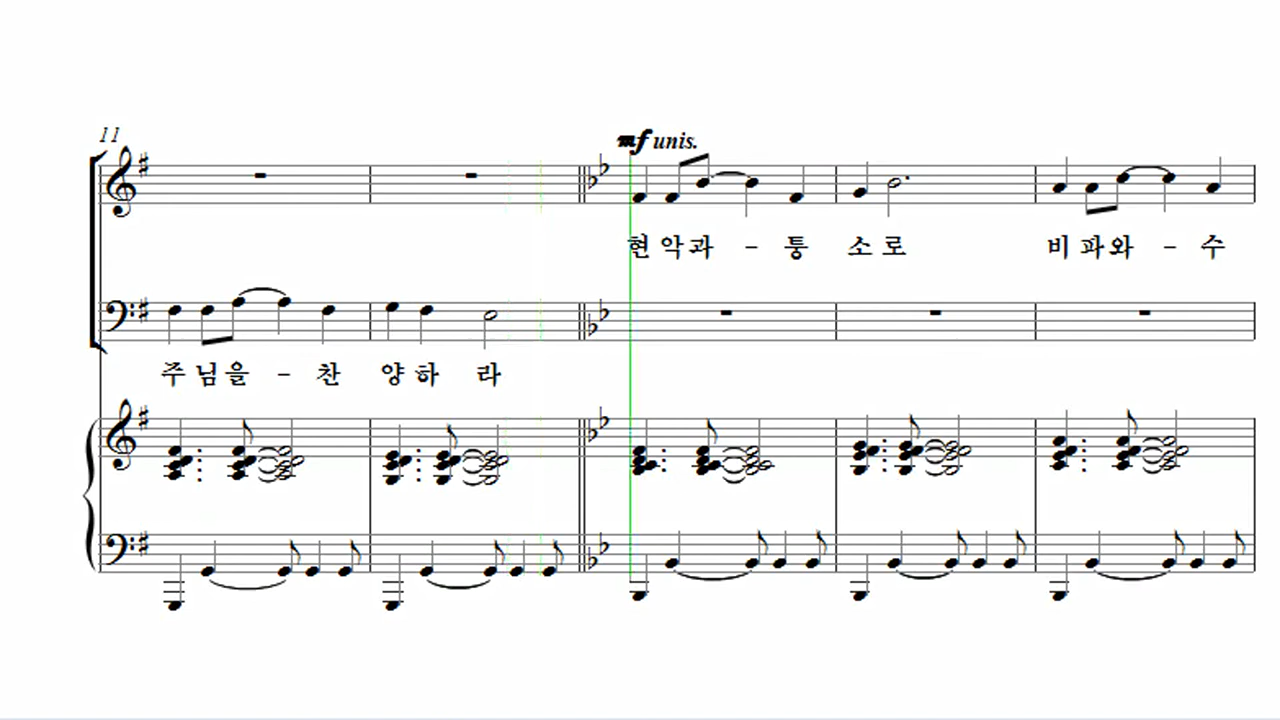 11
mf unis.
현 악과 - 통 소 로 비 파와 - 수
주 님을 - 찬 양 하 라